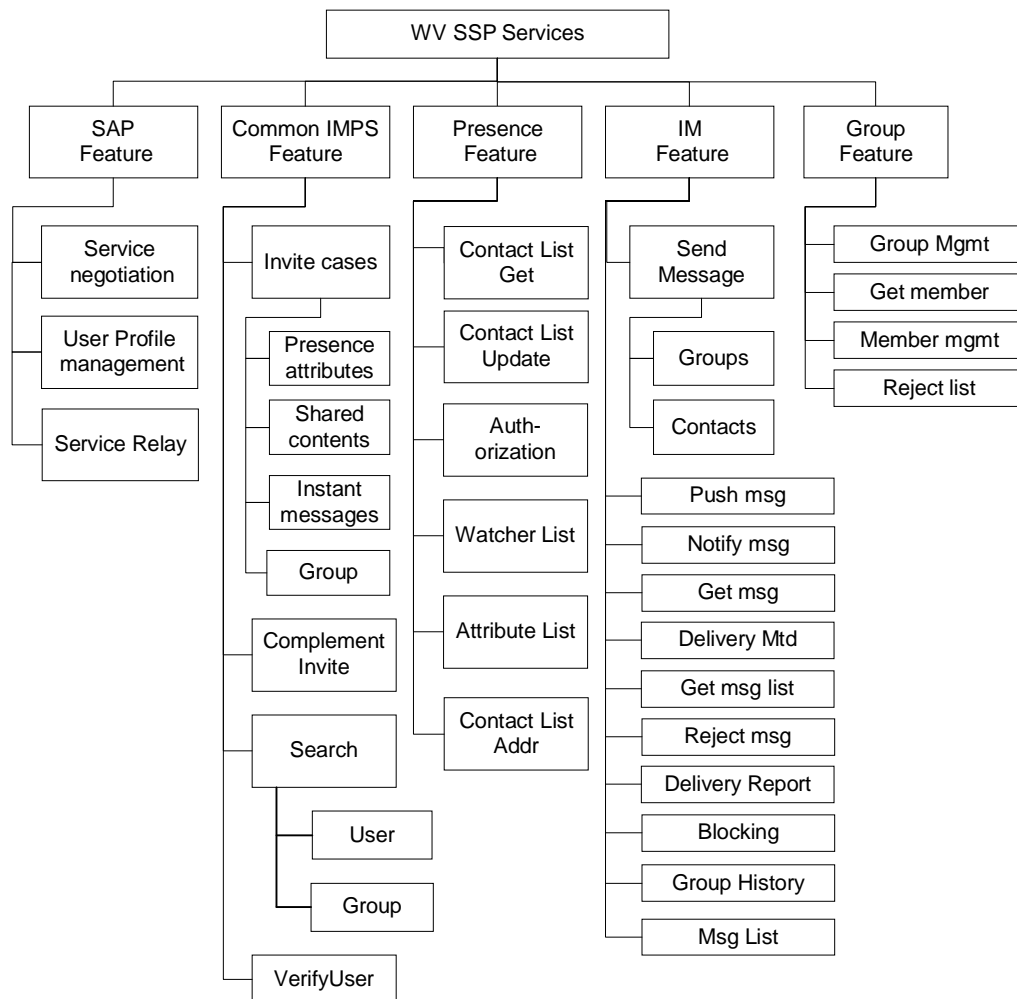 WV SSP Services
SAP
Feature
Common IMPS
Feature
Presence
Feature
IM
Feature
Group
Feature
Service
negotiation
User Profile
management
Service Relay
Invite cases
Presence
attributes
Shared
contents
Instant
messages
Group
Complement
Invite
Search
User
Group
VerifyUser
Contact List
Get
Contact List
Update
Auth-
orization
Watcher List
Attribute List
Contact List
Addr
Send
Message
Groups
Contacts
Push msg
Notify msg
Get msg
Delivery Mtd
Get msg list
Reject msg
Delivery Report
Blocking
Group History
Msg List
Group Mgmt
Get member
Member mgmt
Reject list